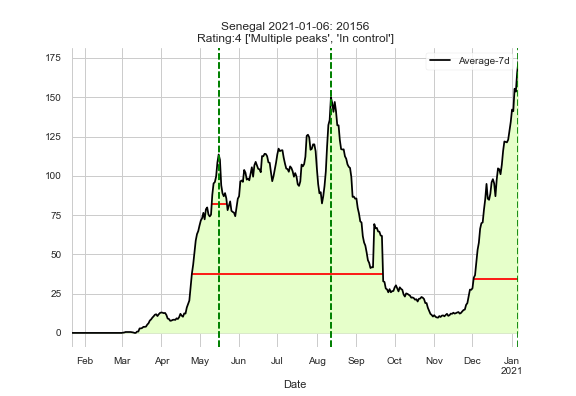 Senegal 2021-01-06: 20156
Rating:4 ['Multiple peaks', 'In control']
Average-7d
175
150
125
100
75
50
25
0
Feb Mar Apr May Jun Jul Aug Sep Oct Nov Dec Jan
2021
Date